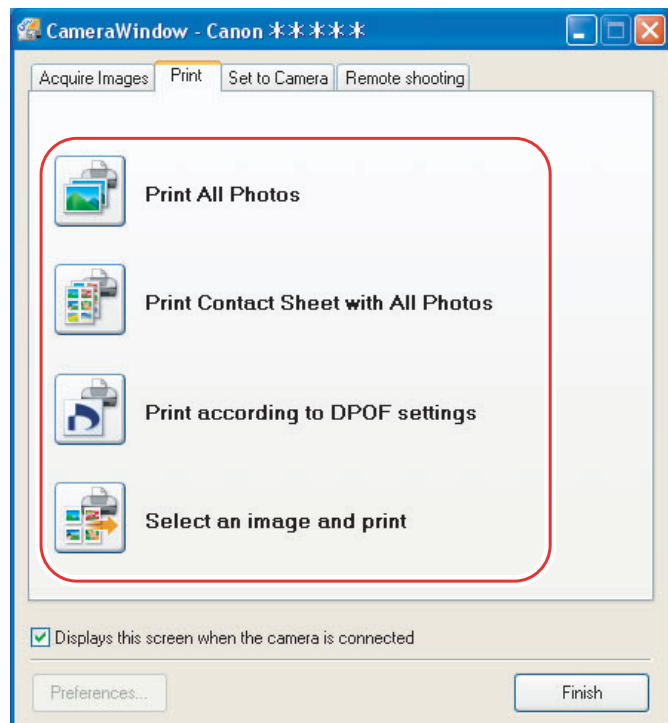 CameraWindow - Canon ✱✱✱✱✱
Acquire Images Print Set to Camera Remote shooting
Print All Photos
Print Contact Sheet with All Photos
Print according to DPOF settings
Select an image and print
Displays this screen when the camera is connected
Preferences... Finish